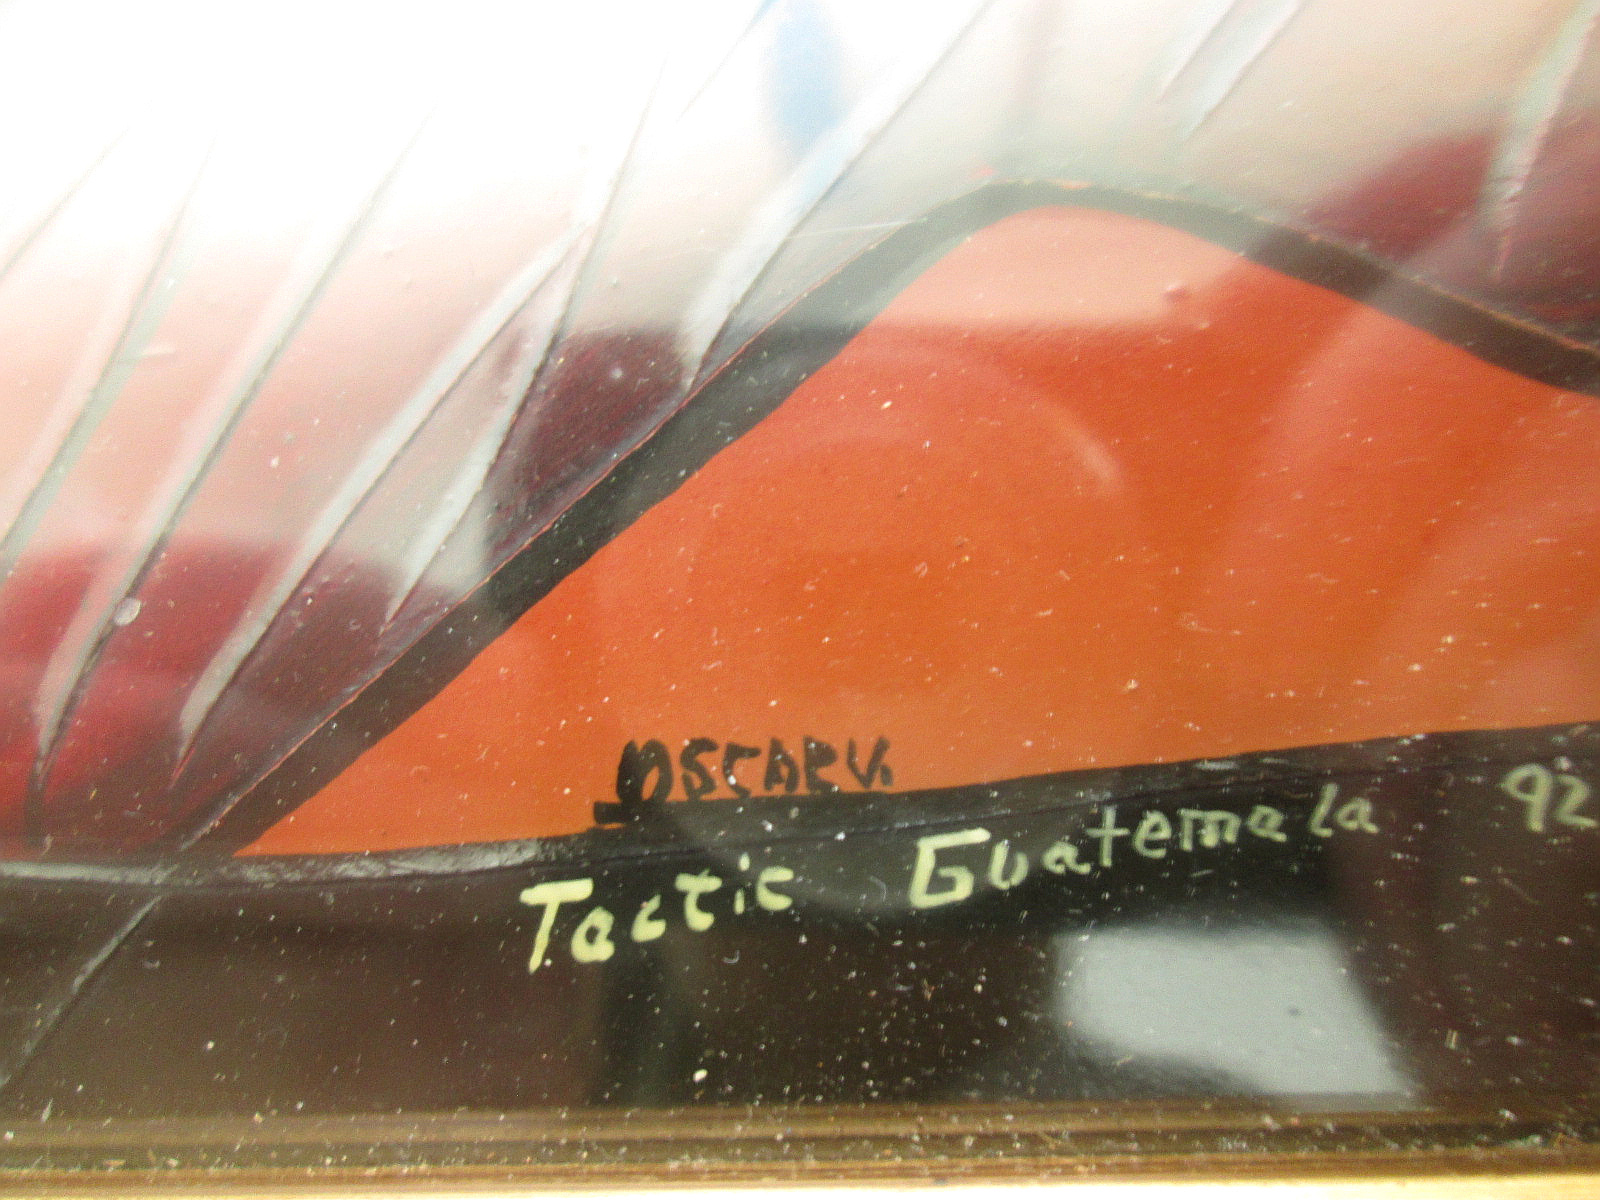 OSCAR V.
Tactic Guatemala 92